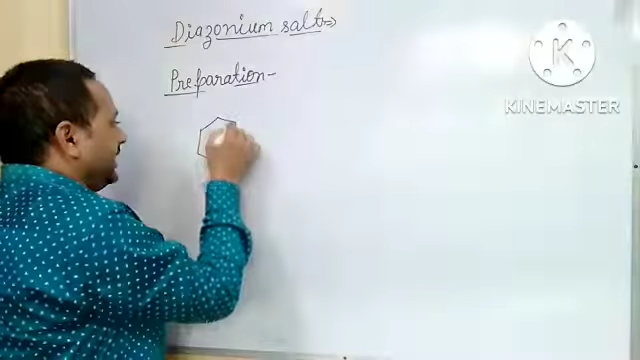 Diazonium salt ⇒
Preparation-
K
KINEMASTER